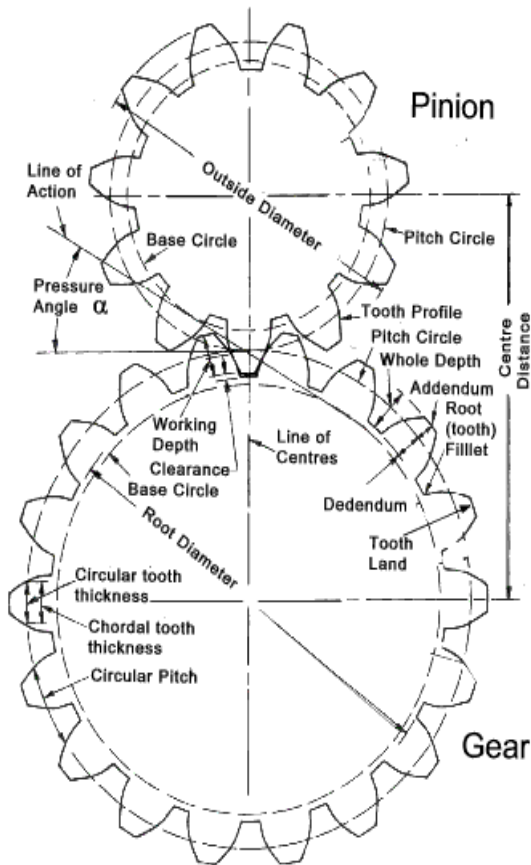 Pinion
Line of
Action
Outside Diameter
Base Circle
Pitch Circle
Pressure
Angle α
Tooth Profile
Pitch Circle
Whole Depth
Centre
Distance
Addendum
Root
(tooth)
Filllet
Working
Depth
Line of
Centres
Clearance
Base Circle
Dedendum
Root Diameter
Tooth
Land
Circular tooth
thickness
Chordal tooth
thickness
Circular Pitch
Gear